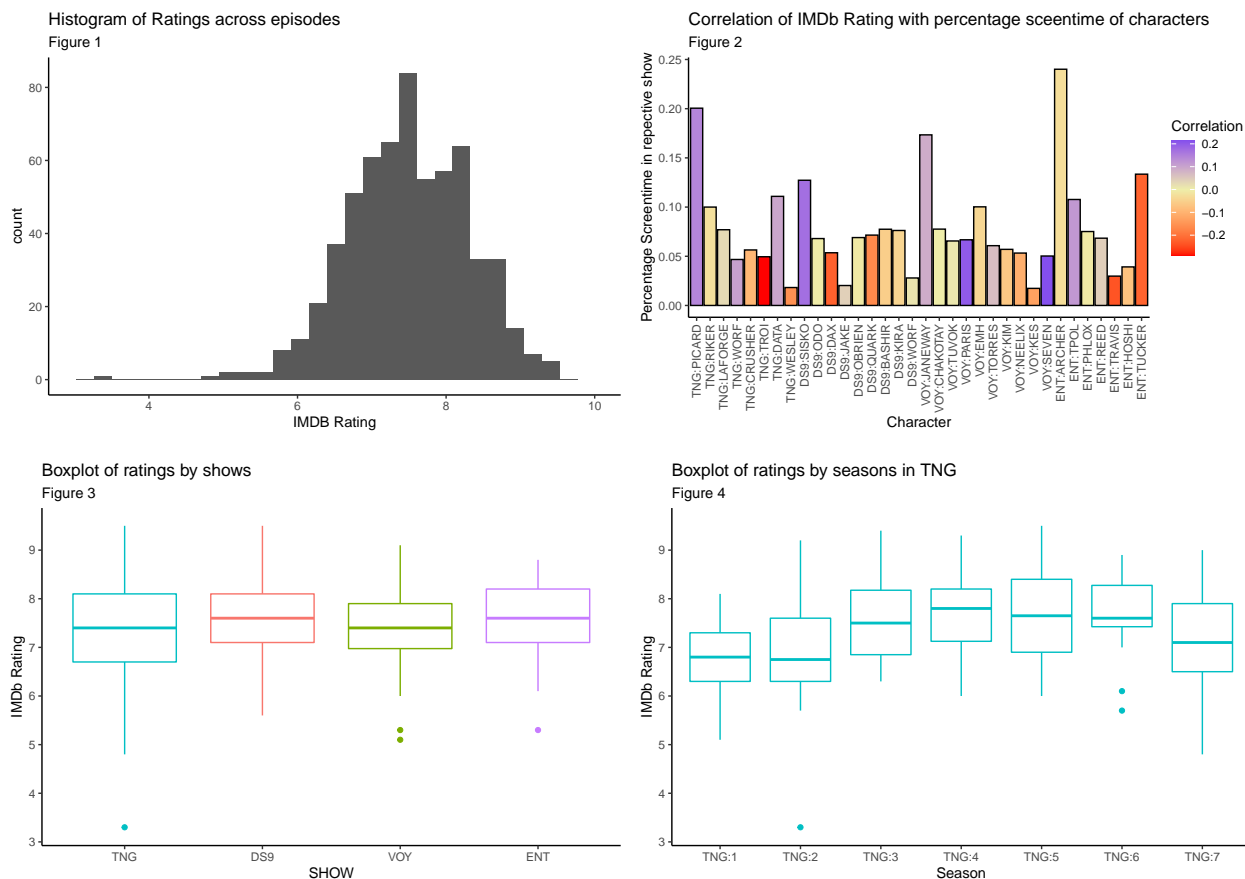 Histogram of Ratings across episodes
Figure 1
count
80
60
40
20
0
4
6
8
10
IMDB Rating
Correlation of IMDb Rating with percentage sceentime of characters
Figure 2
Percentage Screentime in repective show
0.25
0.20
0.15
0.10
0.05
0.00
TNG:PICARD
TNG:RIKER
TNG:LAFORGE
TNG:WORF
TNG:CRUSHER
TNG:TROI
TNG:DATA
TNG:WESLEY
DS9:SISKO
DS9:ODO
DS9:DAX
DS9:JAKE
DS9:OBRIEN
DS9:QUARK
DS9:BASHIR
DS9:KIRA
DS9:WORF
VOY:JANEWAY
VOY:CHAKOTAY
VOY:TUVOK
VOY:PARIS
VOY:EMH
VOY:TORRES
VOY:KIM
VOY:NEELIX
VOY:KES
VOY:SEVEN
ENT:ARCHER
ENT:TPOL
ENT:PHLOX
ENT:REED
ENT:TRAVIS
ENT:HOSHI
ENT:TUCKER
Character
Correlation
0.2
0.1
0.0
−0.1
−0.2
Boxplot of ratings by shows
Figure 3
IMDb Rating
9
8
7
6
5
4
3
TNG
DS9
VOY
ENT
SHOW
Boxplot of ratings by seasons in TNG
Figure 4
IMDb Rating
9
8
7
6
5
4
3
TNG:1
TNG:2
TNG:3
TNG:4
TNG:5
TNG:6
TNG:7
Season